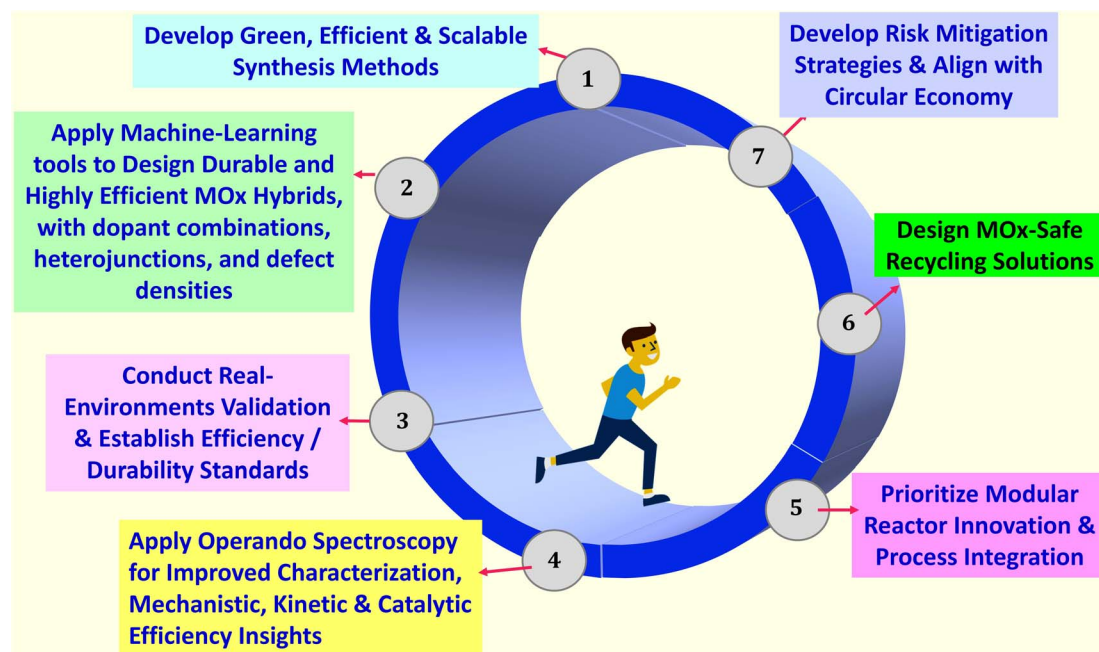 Develop Green, Efficient & Scalable
Synthesis Methods
1
Apply Machine-Learning
tools to Design Durable and
Highly Efficient MOx Hybrids,
with dopant combinations,
heterojunctions, and defect
densities
2
Conduct Real-
Environments Validation
& Establish Efficiency /
Durability Standards
3
Apply Operando Spectroscopy
for Improved Characterization,
Mechanistic, Kinetic & Catalytic
Efficiency Insights
4
5
Prioritize Modular
Reactor Innovation &
Process Integration
6
Design MOx-Safe
Recycling Solutions
7
Develop Risk Mitigation
Strategies & Align with
Circular Economy